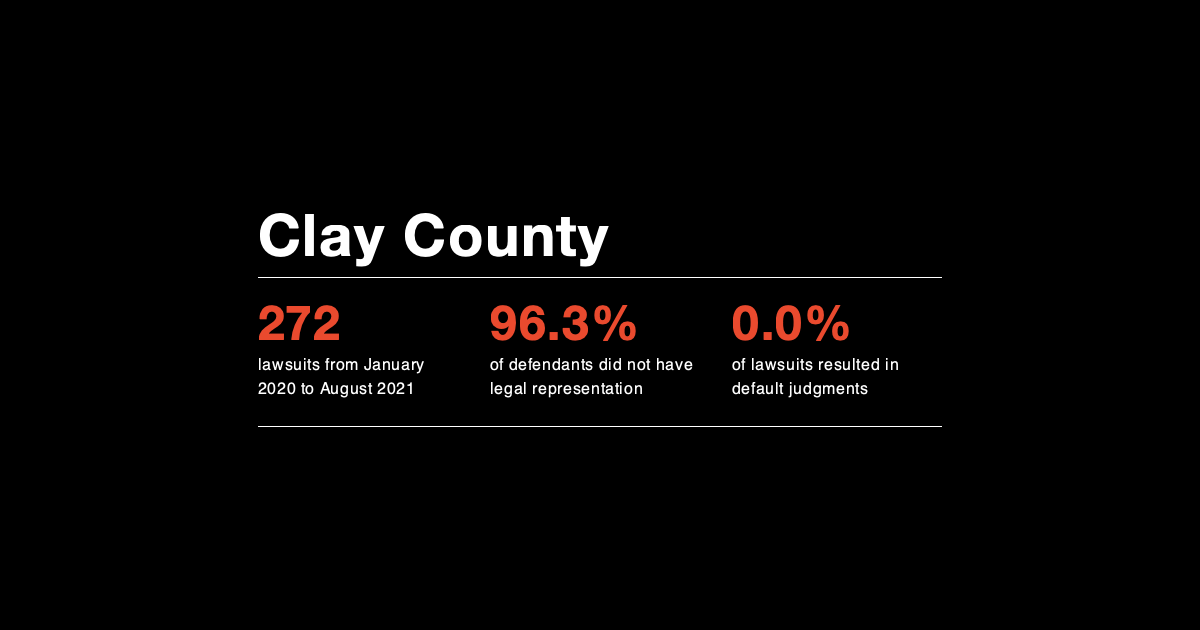 Clay County
272
lawsuits from January
2020 to August 2021
96.3%
of defendants did not have
legal representation
0.0%
of lawsuits resulted in
default judgments